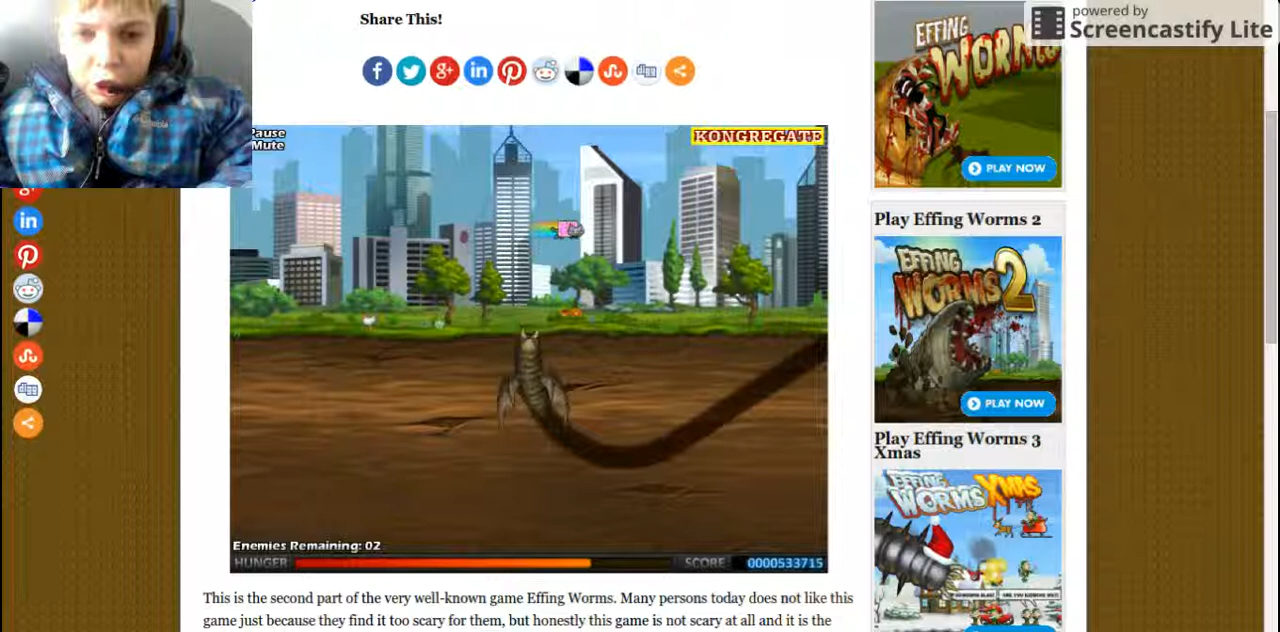 Share This!
powered by
Screencastify Lite
EFFING
WORMS
PLAY NOW
Pause
Mute
KONGREGATE
Play Effing Worms 2
EFFING
WORMS 2
PLAY NOW
Play Effing Worms 3
Xmas
EFFING
WORMS XMAS
Enemies Remaining: 02
HUNGER
SCORE
0000533715
This is the second part of the very well-known game Effing Worms. Many persons today does not like this
game just because they find it too scary for them, but honestly this game is not scary at all and it is the